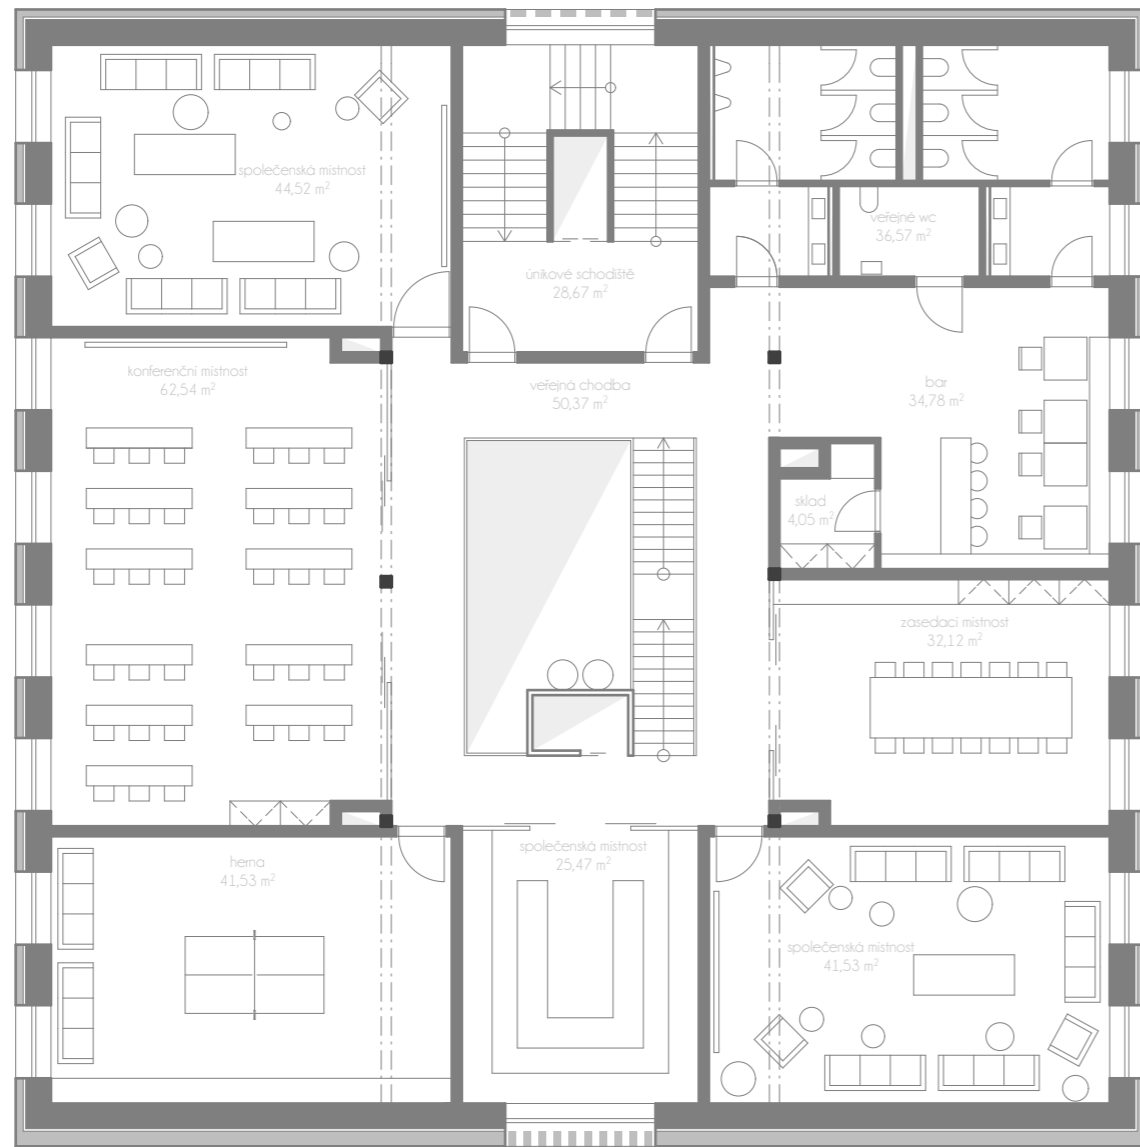 společenská místnost
44,52 m²
únikové schodiště
28,67 m²
veřejné wc
36,57 m²
konferenční místnost
62,54 m²
veřejná chodba
50,37 m²
bar
34,78 m²
sklad
4,05 m²
zasedací místnost
32,12 m²
herna
41,53 m²
společenská místnost
25,47 m²
společenská místnost
41,53 m²